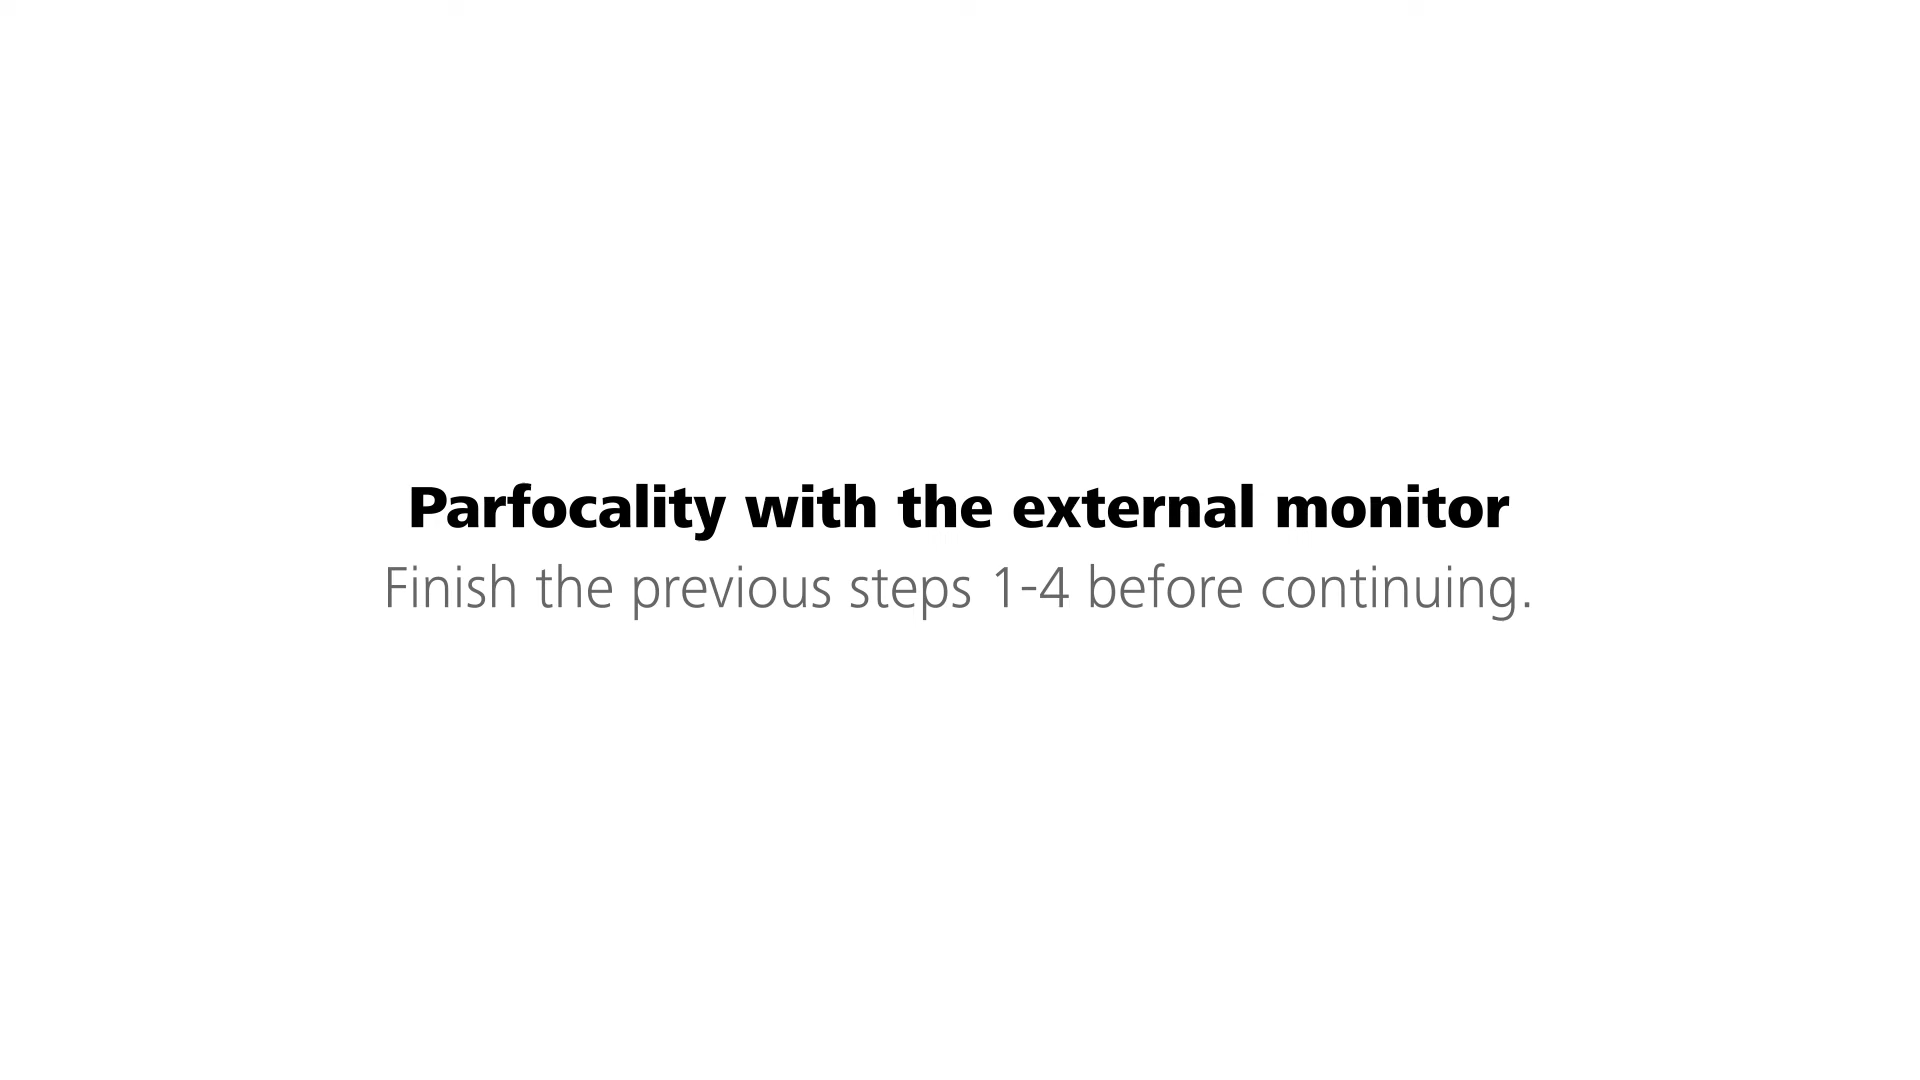 Parfocality with the external monitor
Finish the previous steps 1-4 before continuing.